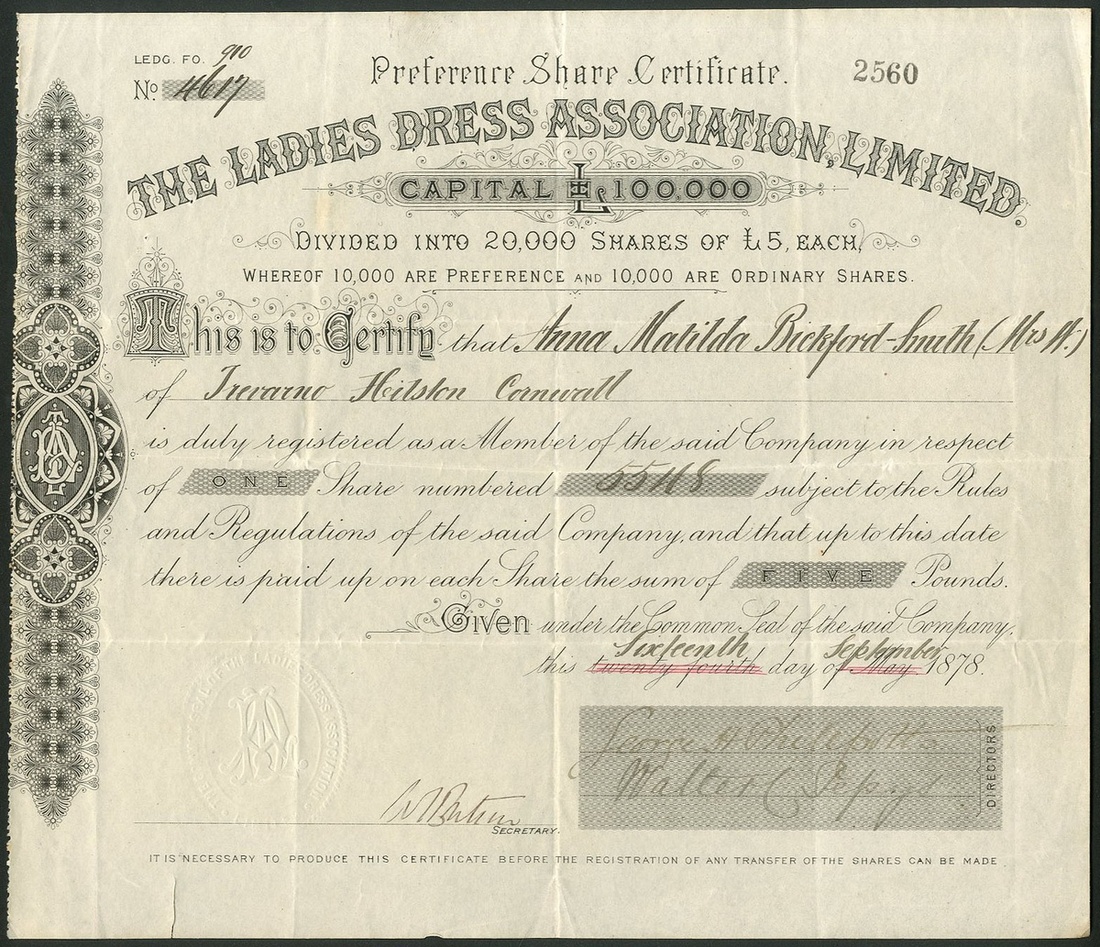 LEDG. FO. 910
No. 4617
Preference Share Certificate.
2560
THE LADIES DRESS ASSOCIATION, LIMITED.
CAPITAL £100,000
DIVIDED INTO 20,000 SHARES OF £5, EACH,
WHEREOF 10,000 ARE PREFERENCE AND 10,000 ARE ORDINARY SHARES.
This is to Certify that Anna Matilda Bickford-Smith (Mrs W.)
of Trevarno Helston Cornwall
is duly registered as a Member of the said Company in respect
of ONE Share numbered subject to the Rules
and Regulations of the said Company, and that up to this date
there is paid up on each Share the sum of FIVE Pounds.
Given under the Common Seal of the said Company,
Sixteenth September
this twenty fourth day of May 1878.
George H
Walter Pepys
DIRECTORS
SECRETARY.
IT IS NECESSARY TO PRODUCE THIS CERTIFICATE BEFORE THE REGISTRATION OF ANY TRANSFER OF THE SHARES CAN BE MADE